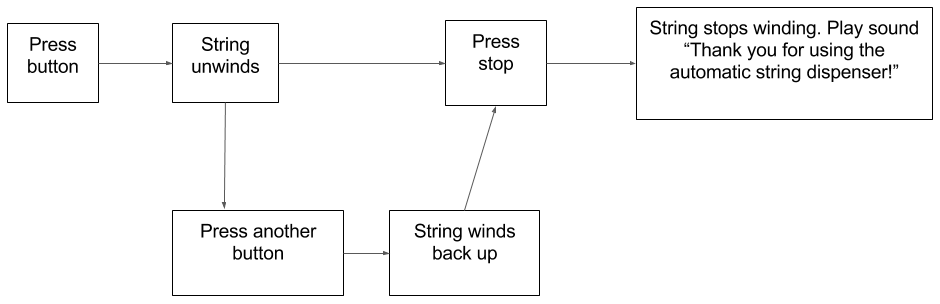 Press
button
String
unwinds
Press
stop
String stops winding. Play sound
“Thank you for using the
automatic string dispenser!”
Press another
button
String winds
back up